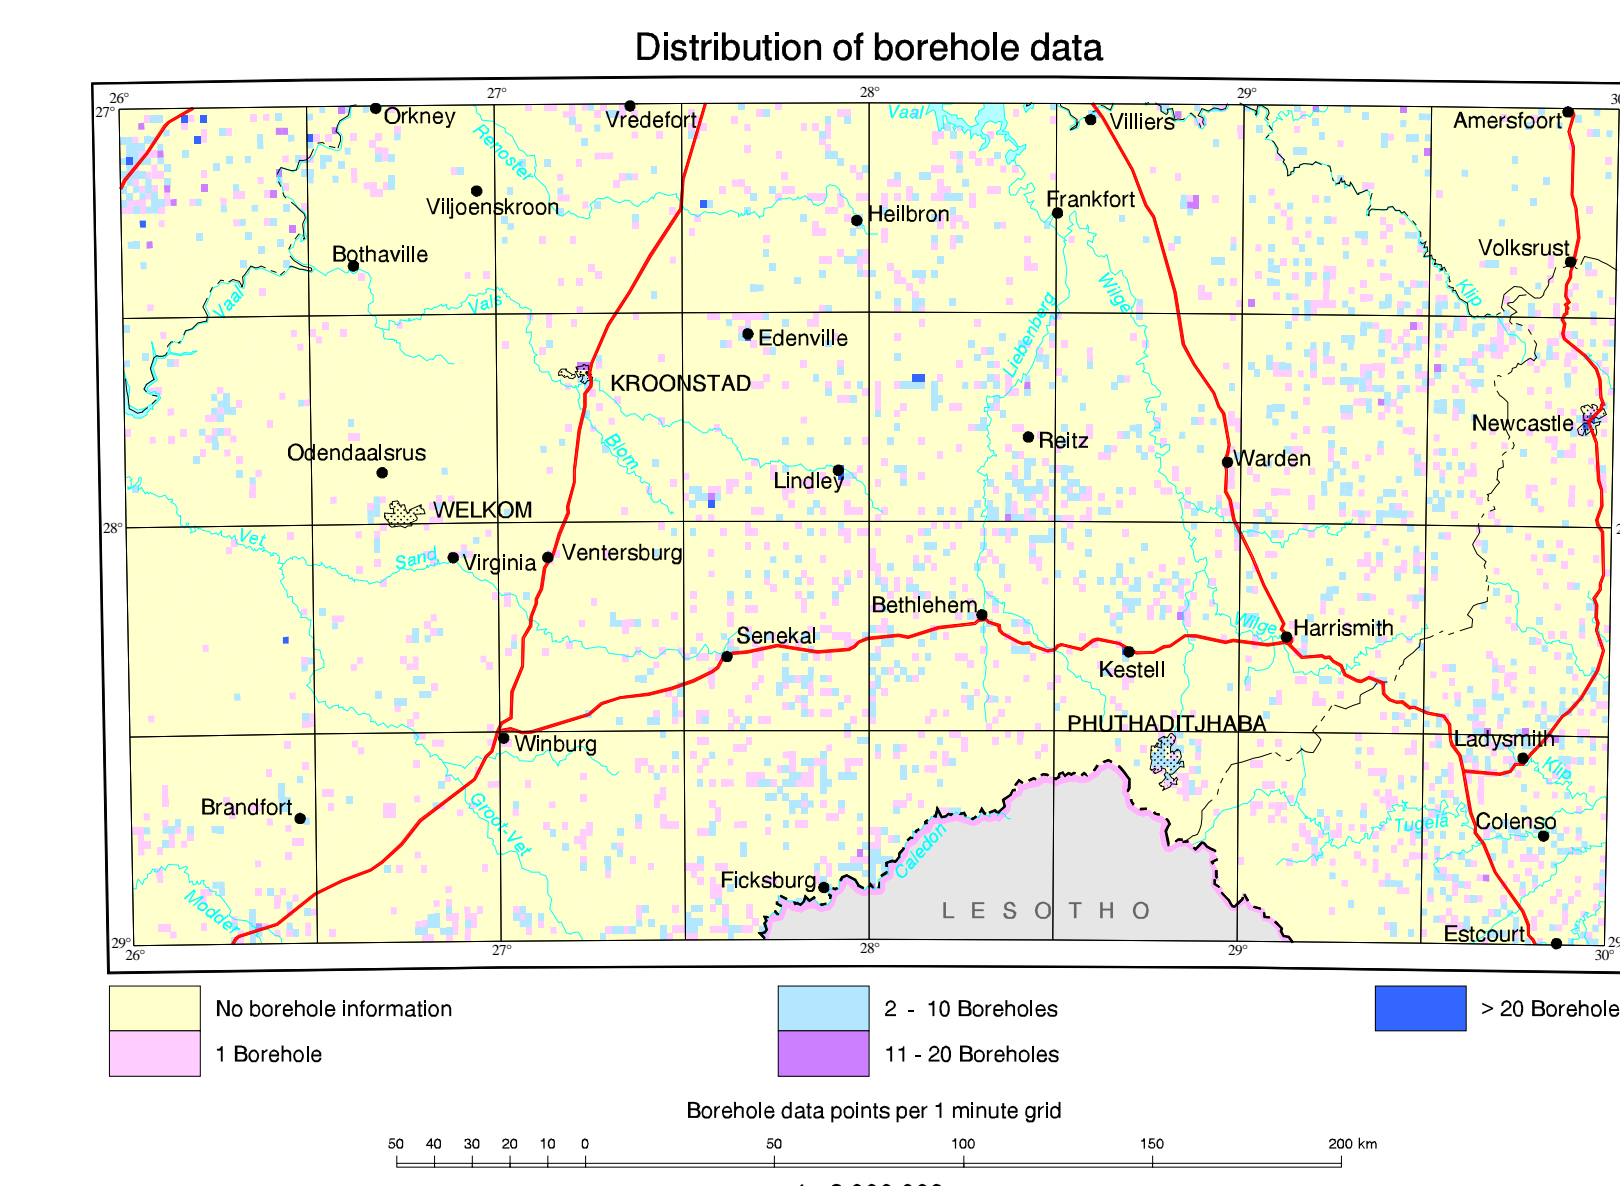 Distribution of borehole data
26°
27°
28°
29°
27°
Orkney
Vredefort
Vaal
Villiers
Amersfoort
Renoster
Viljoenskroon
Heilbron
Frankfort
Bothaville
Volksrust
Vaal
Vals
Wilge
Klip
Liebenberg
Edenville
KROONSTAD
Newcastle
Blom
Reitz
Odendaalsrus
Lindley
Warden
WELKOM
28°
Vet
Sand
Virginia
Ventersburg
Bethlehem
Wilge
Harrismith
Senekal
Kestell
PHUTHADITJHABA
Winburg
Ladysmith
Klip
Brandfort
Groot-Vet
Tugela
Colenso
Caledon
Ficksburg
Modder
LESOTHO
Estcourt
29°
26°
27°
28°
29°
30°
No borehole information
2 - 10 Boreholes
> 20 Borehole
1 Borehole
11 - 20 Boreholes
Borehole data points per 1 minute grid
50 40 30 20 10 0 50 100 150 200 km